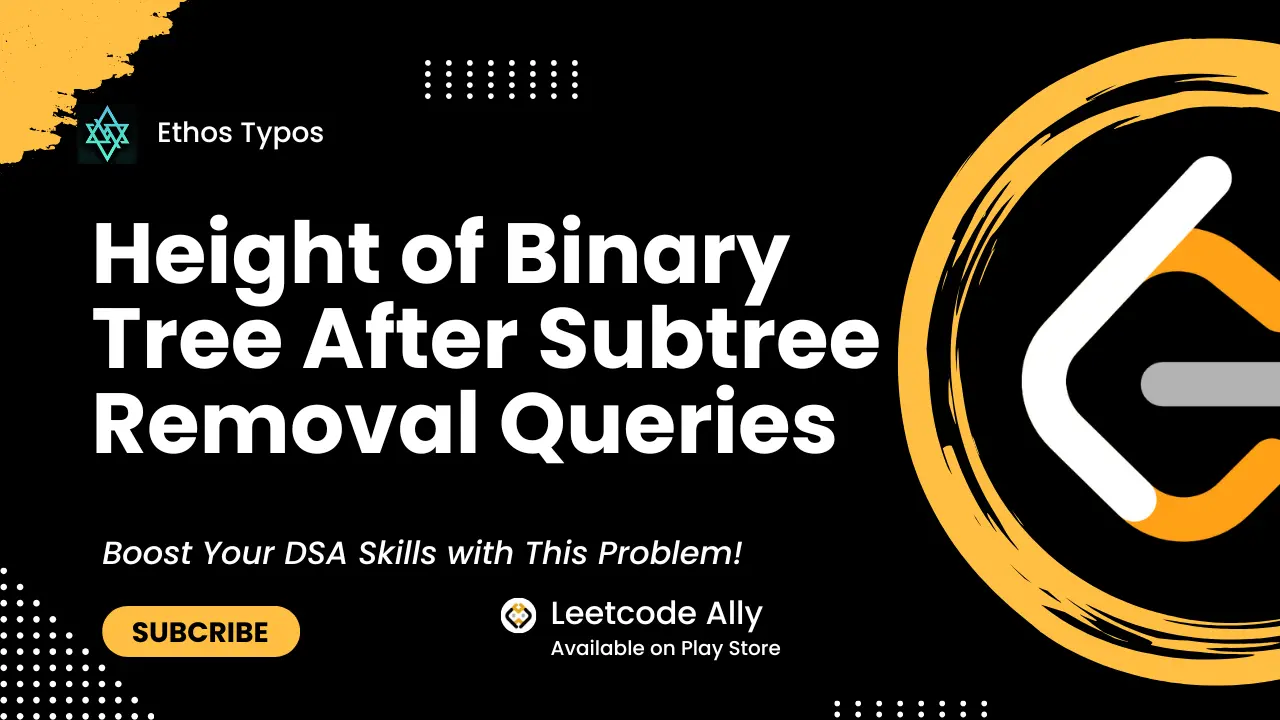 Ethos Typos
Height of Binary
Tree After Subtree
Removal Queries
Boost Your DSA Skills with This Problem!
SUBCRIBE
Leetcode Ally
Available on Play Store